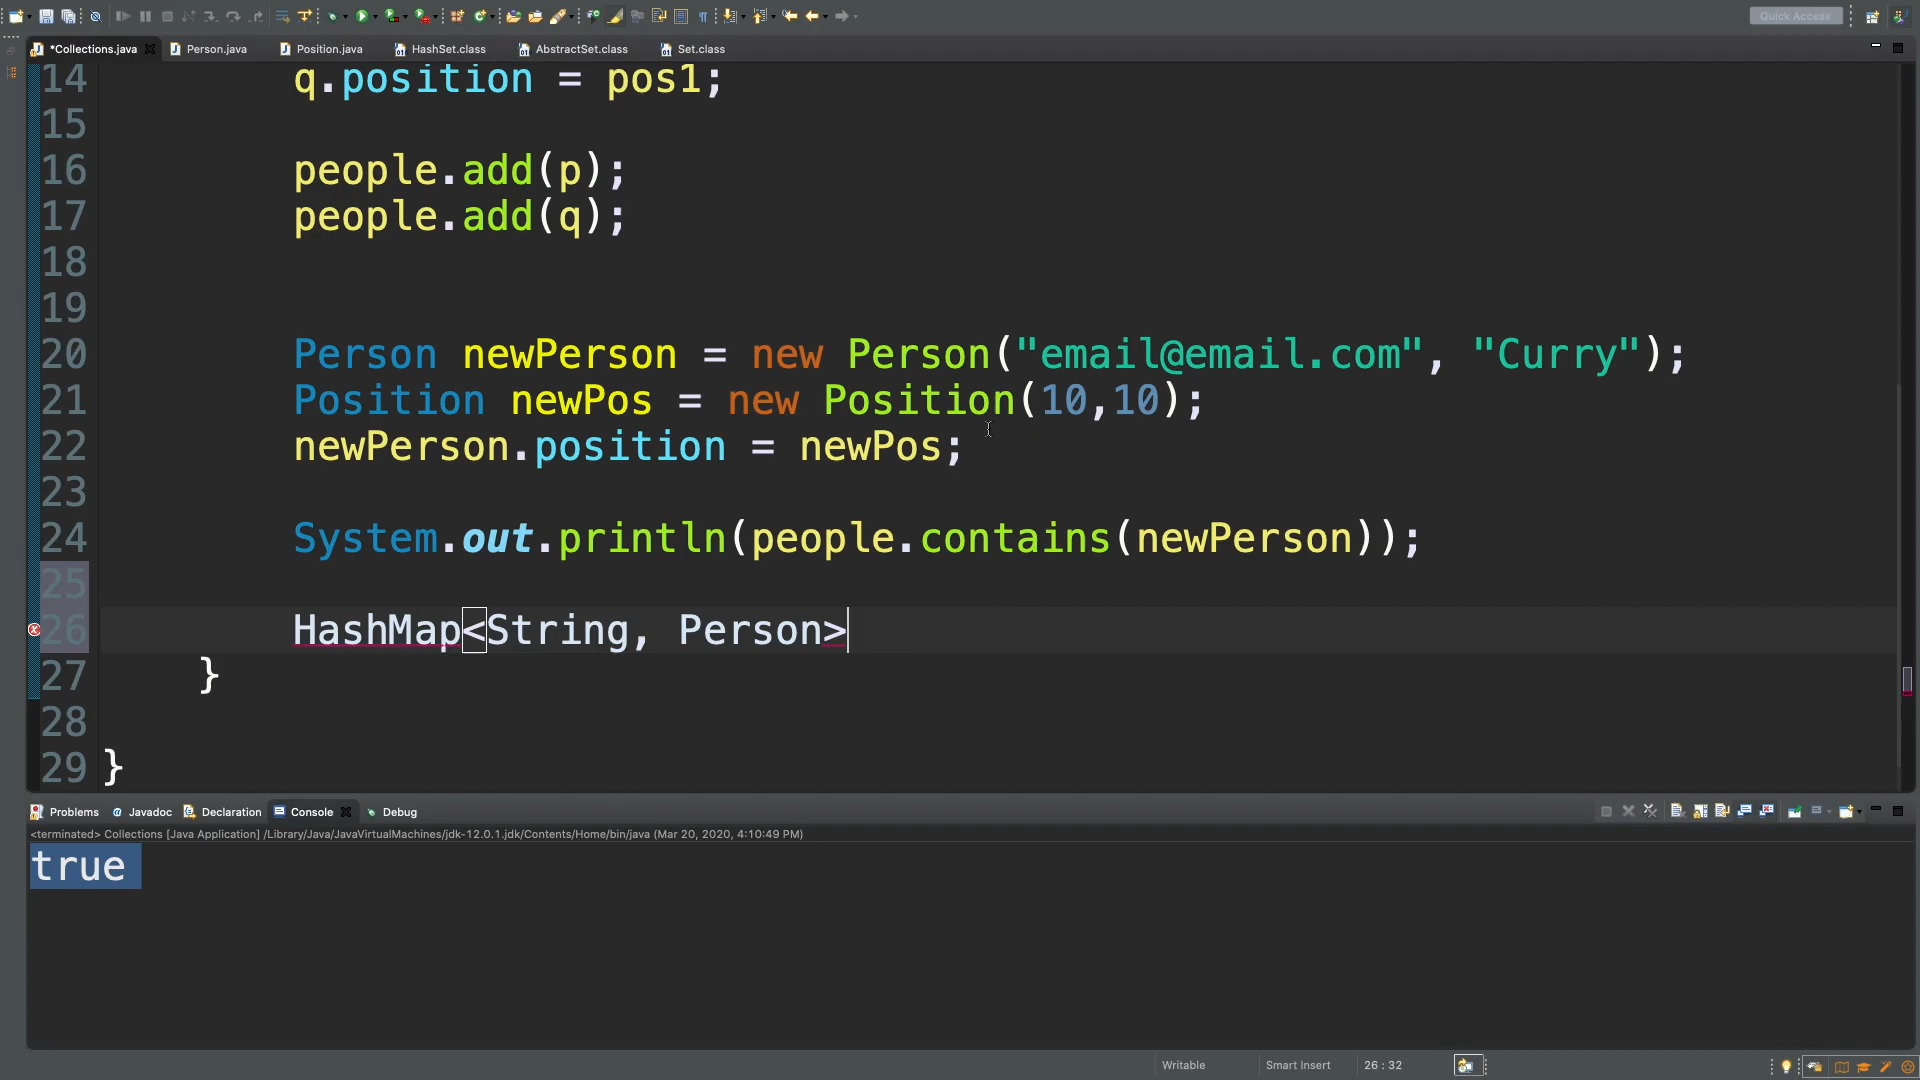 Quick Access
*Collections.java Person.java Position.java HashSet.class AbstractSet.class Set.class
14 q.position = pos1;
15
16 people.add(p);
17 people.add(q);
18
19
20 Person newPerson = new Person("email@email.com", "Curry");
21 Position newPos = new Position(10,10);
22 newPerson.position = newPos;
23
24 System.out.println(people.contains(newPerson));
25
26 HashMap<String, Person>
27 }
28
29 }
Problems Javadoc Declaration Console Debug
<terminated> Collections [Java Application] /Library/Java/JavaVirtualMachines/jdk-12.0.1.jdk/Contents/Home/bin/java (Mar 20, 2020, 4:10:49 PM)
true
Writable Smart Insert 26 : 32